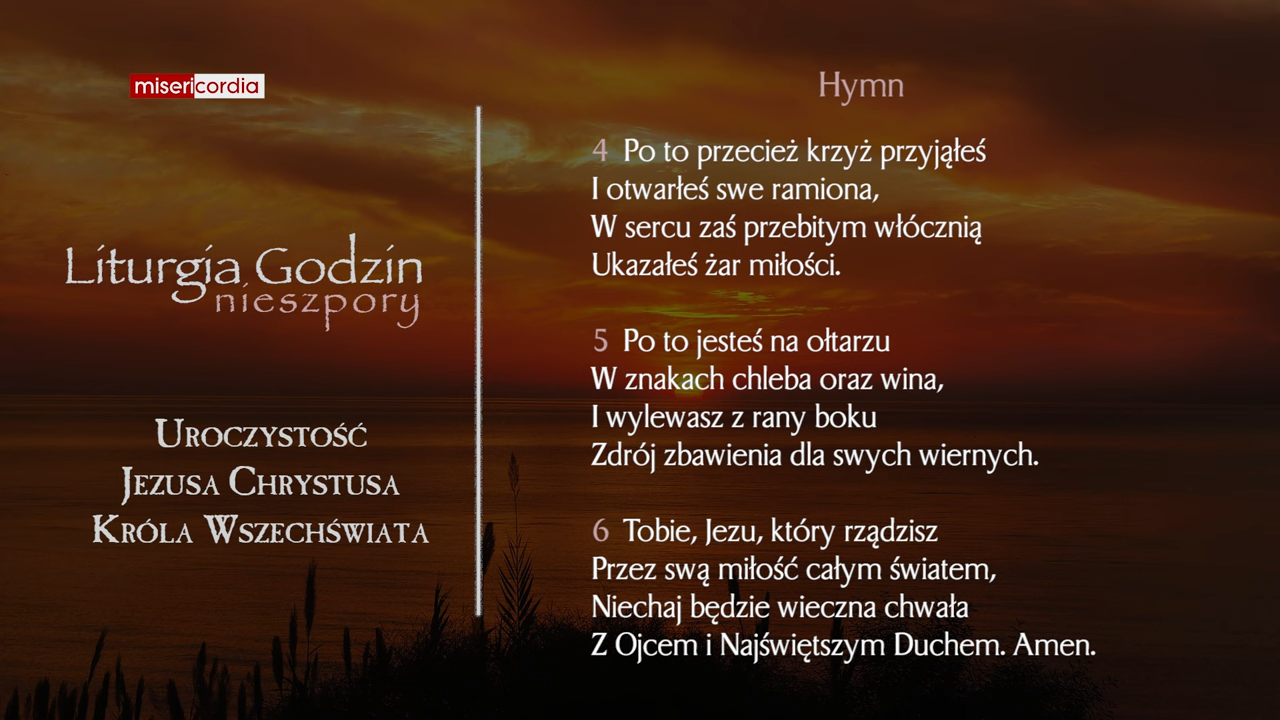 misericordia
Liturgia Godzin
nieszpory
Uroczystość
Jezusa Chrystusa
Króla Wszechświata
Hymn
4 Po to przecież krzyż przyjąłeś
I otwarłeś swe ramiona,
W sercu zaś przebitym włócznią
Ukazałeś żar miłości.
5 Po to jesteś na ołtarzu
W znakach chleba oraz wina,
I wylewasz z rany boku
Zdrój zbawienia dla swych wiernych.
6 Tobie, Jezu, który rządzisz
Przez swą miłość całym światem,
Niechaj będzie wieczna chwała
Z Ojcem i Najświętszym Duchem. Amen.